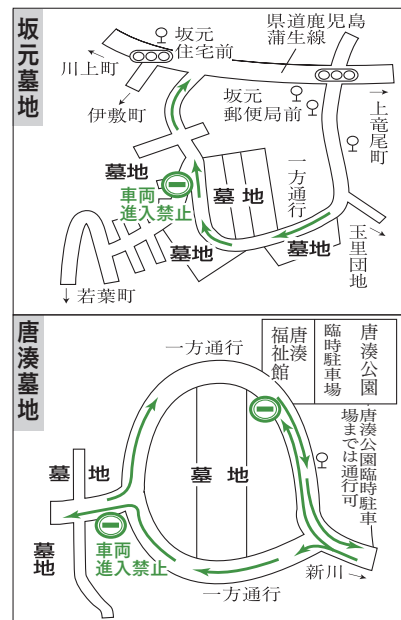 坂元墓地
川上町
坂元
住宅前
県道鹿児島
蒲生線
伊敷町
坂元
郵便局前
上竜尾町
墓地
車両
進入禁止
墓地
一方通行
墓地
墓地
玉里団地
若葉町
唐湊墓地
一方通行
唐湊
福祉館
臨時駐車場
唐湊公園
唐湊公園臨時駐車
場までは通行可
墓地
墓地
墓地
車両
進入禁止
一方通行
新川